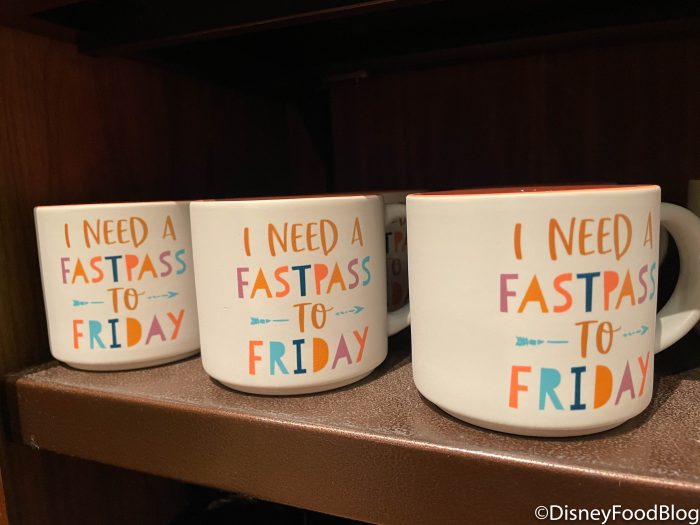 I NEED A
FASTPASS
TO
FRIDAY
I NEED A
FASTPASS
TO
FRIDAY
I NEED A
FASTPASS
TO
FRIDAY
©DisneyFoodBlog